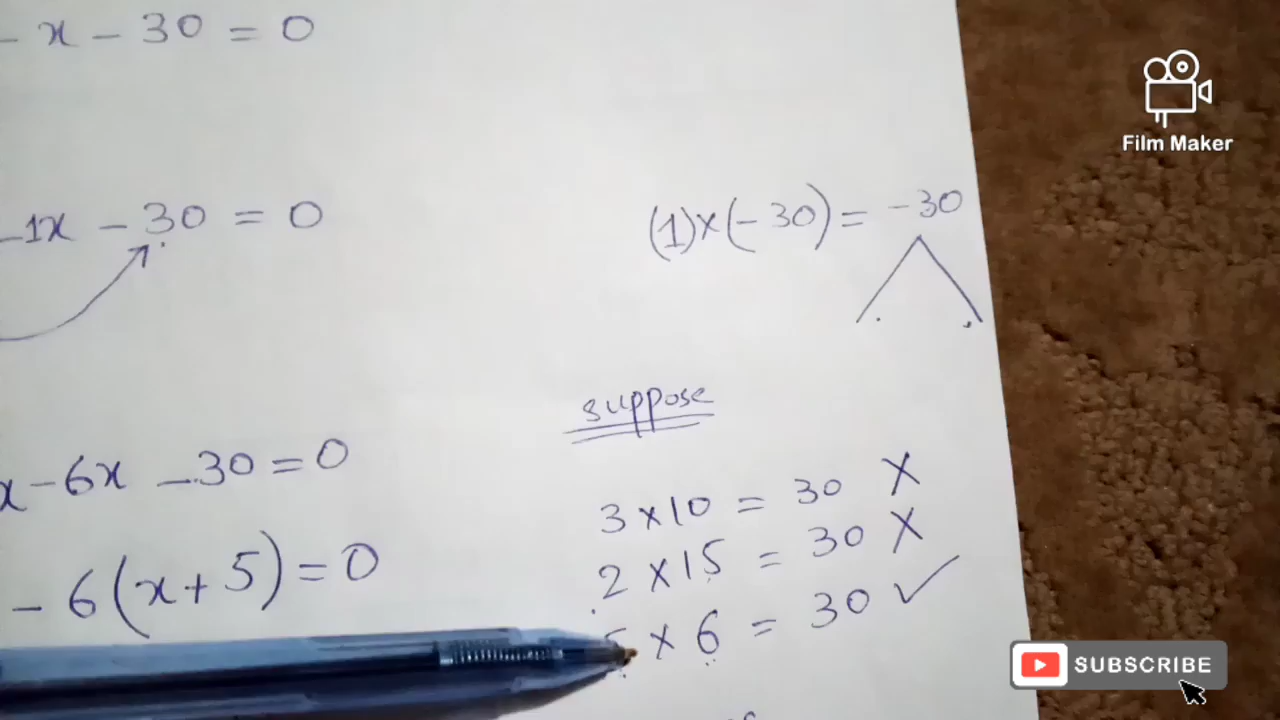 - x - 30 = 0
Film Maker
-1x - 30 = 0
(1)x(-30) = -30
suppose
x - 6x - 30 = 0
3 x 10 = 30 X
2 x 15 = 30 X
- 6(x + 5) = 0
5 x 6 = 30 ✓
SUBSCRIBE